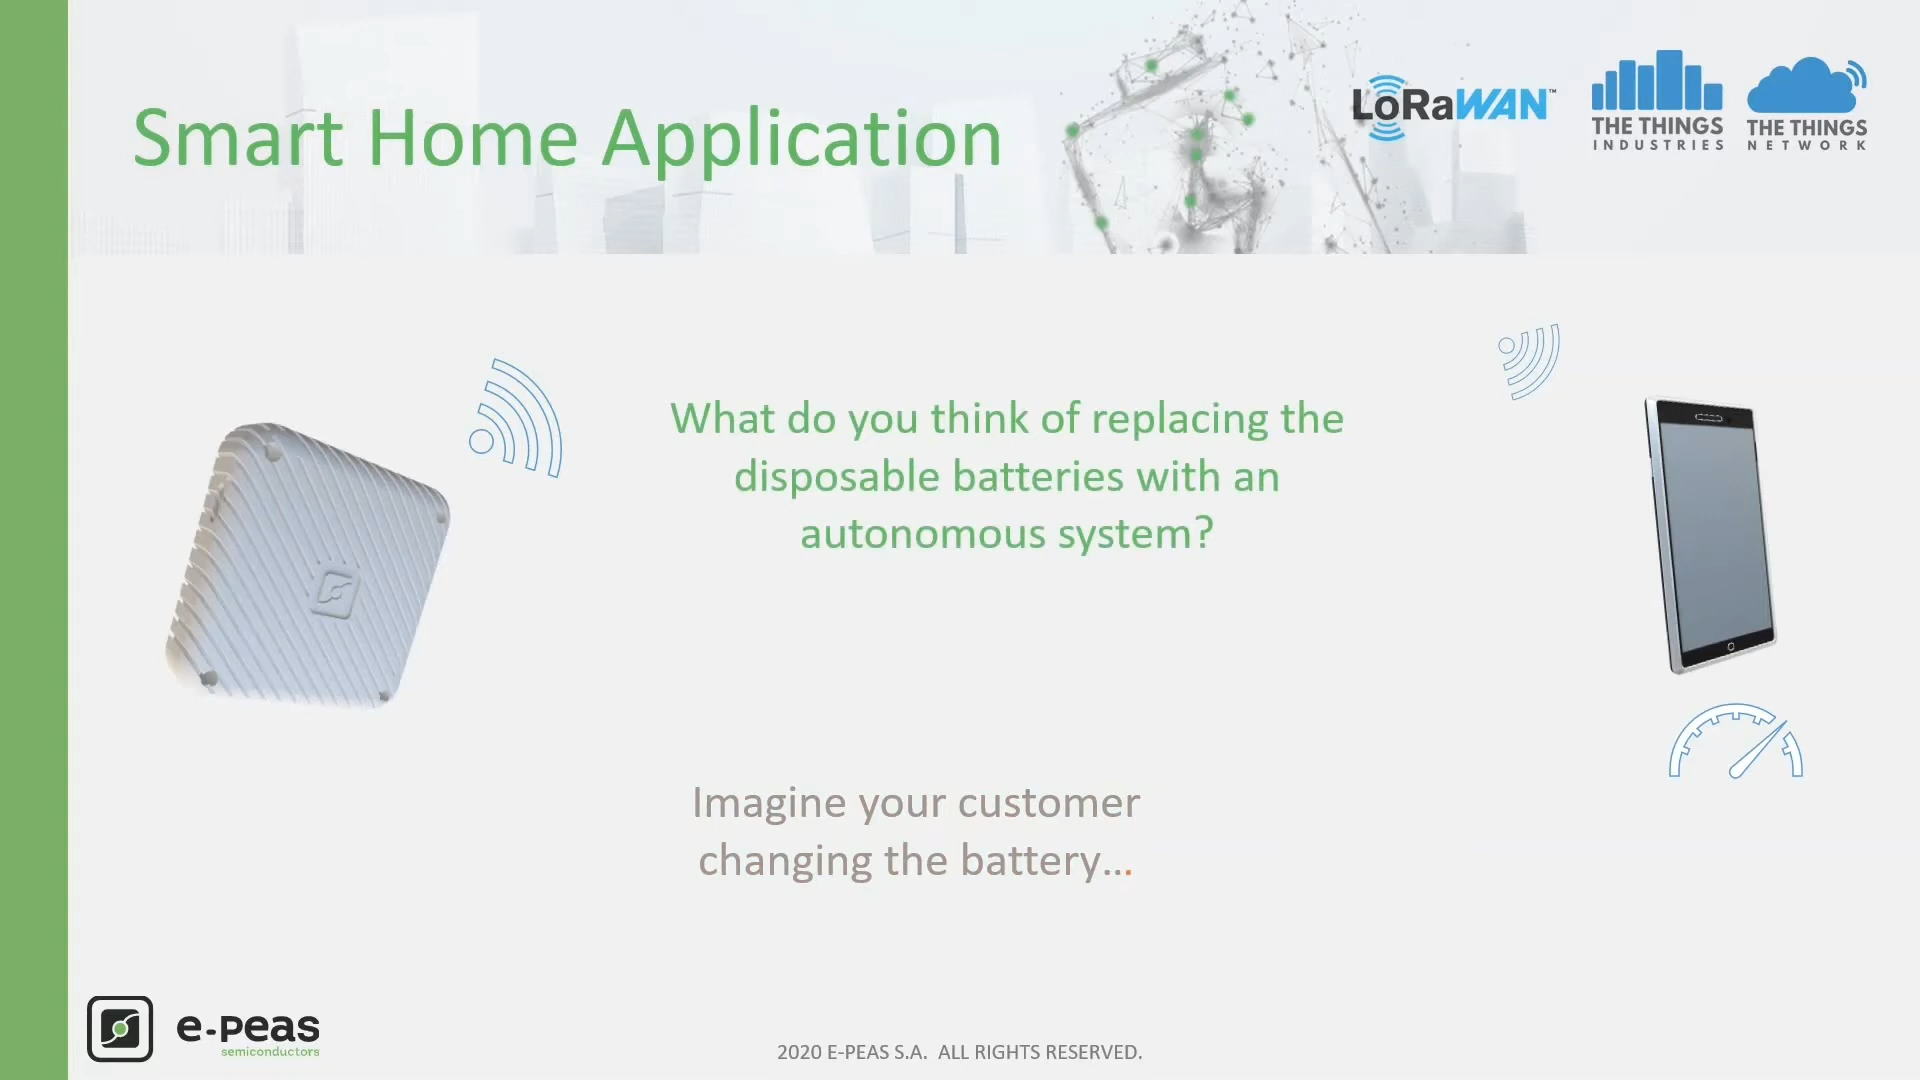 Smart Home Application
LoRaWAN™
THE THINGS
INDUSTRIES
THE THINGS
NETWORK
What do you think of replacing the
disposable batteries with an
autonomous system?
Imagine your customer
changing the battery...
e-peas
semiconductors
2020 E-PEAS S.A. ALL RIGHTS RESERVED.